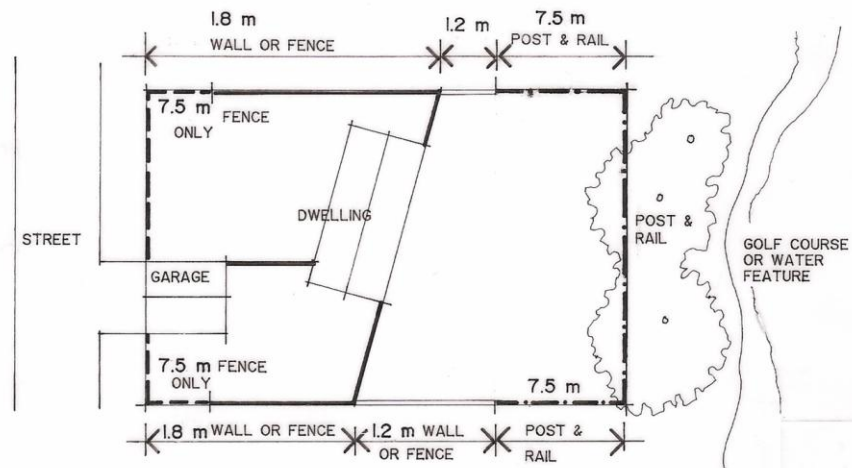 1.8 m
WALL OR FENCE
1.2 m
7.5 m
POST & RAIL
7.5 m
ONLY
FENCE
DWELLING
STREET
GARAGE
POST &
RAIL
GOLF COURSE
OR WATER
FEATURE
7.5 m FENCE
ONLY
7.5 m
1.8 m WALL OR FENCE
1.2 m WALL
OR FENCE
POST &
RAIL